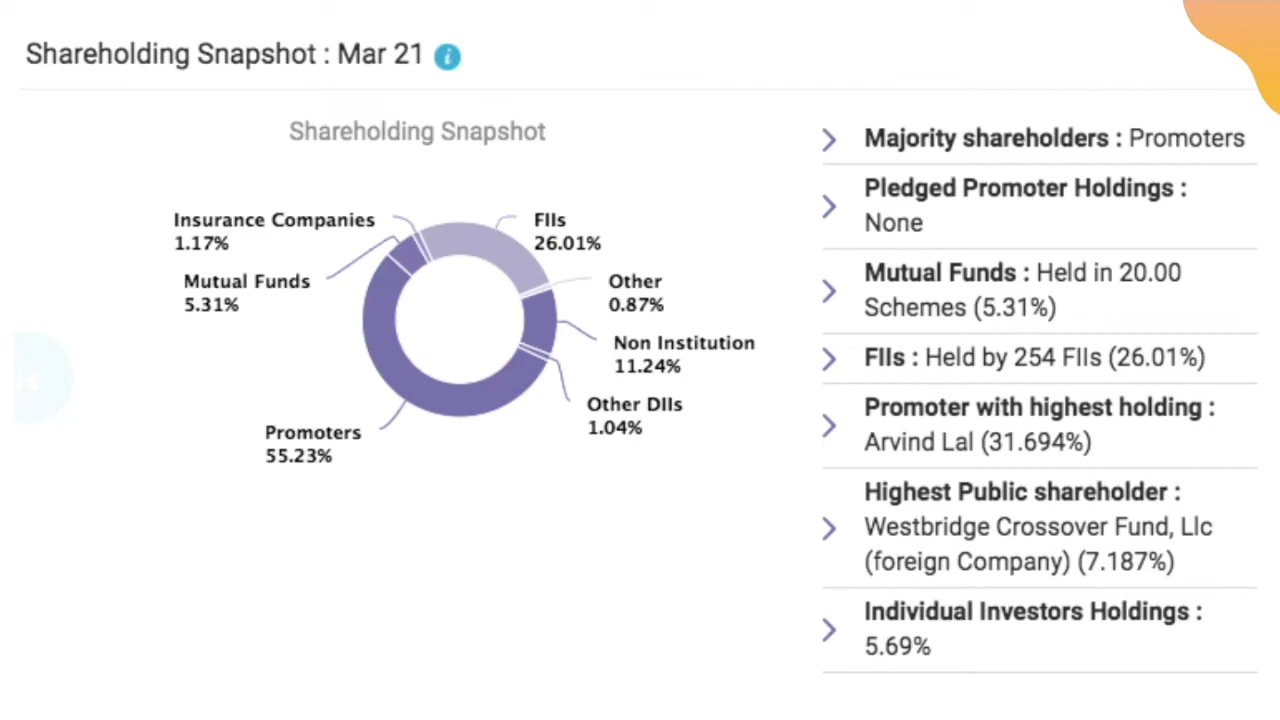 Shareholding Snapshot : Mar 21 i
Shareholding Snapshot
Insurance Companies
1.17%
FIIs
26.01%
Mutual Funds
5.31%
Other
0.87%
Non Institution
11.24%
Other DIIs
1.04%
Promoters
55.23%
Majority shareholders : Promoters
Pledged Promoter Holdings :
None
Mutual Funds : Held in 20.00
Schemes (5.31%)
FIIs : Held by 254 FIIs (26.01%)
Promoter with highest holding :
Arvind Lal (31.694%)
Highest Public shareholder :
Westbridge Crossover Fund, Llc
(foreign Company) (7.187%)
Individual Investors Holdings :
5.69%